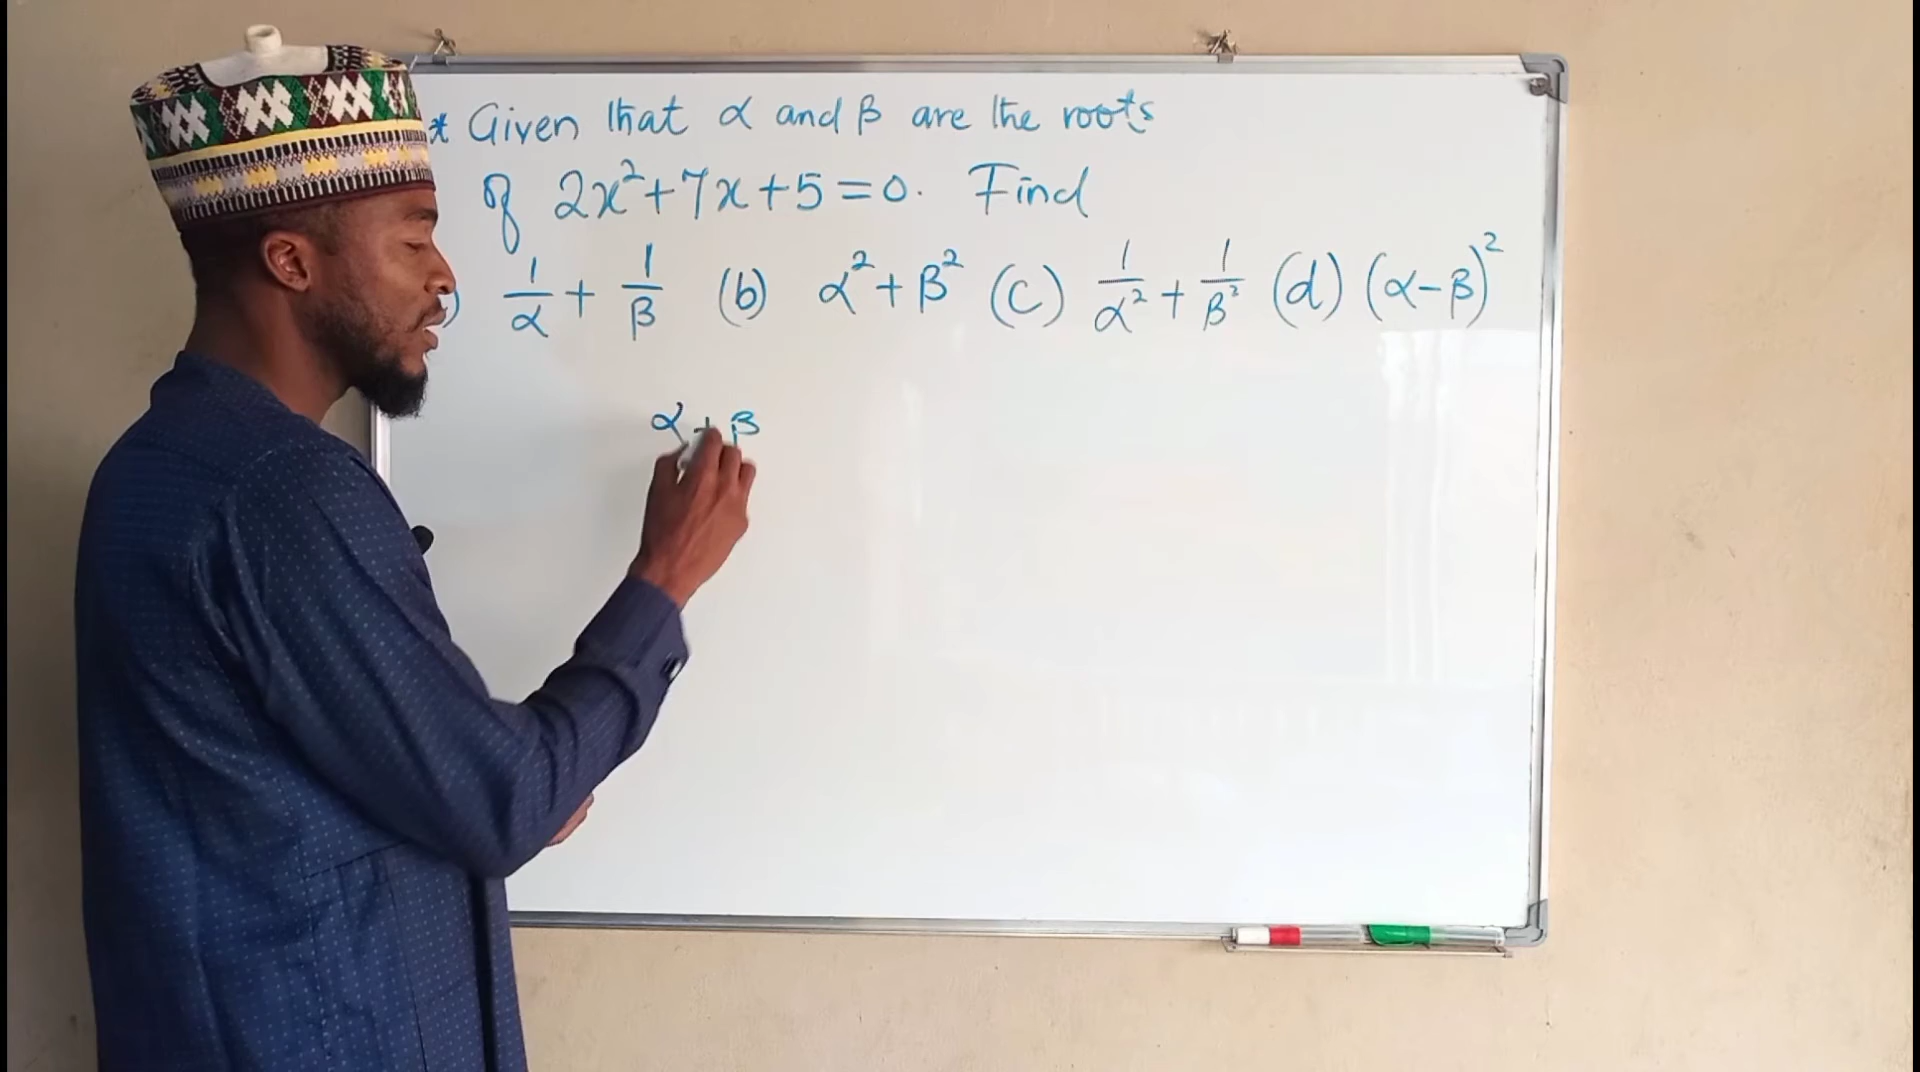 * Given that α and β are the roots
of 2x²+7x+5=0. Find
) 1/α + 1/β (b) α²+β² (c) 1/α² + 1/β² (d) (α-β)²
α + β